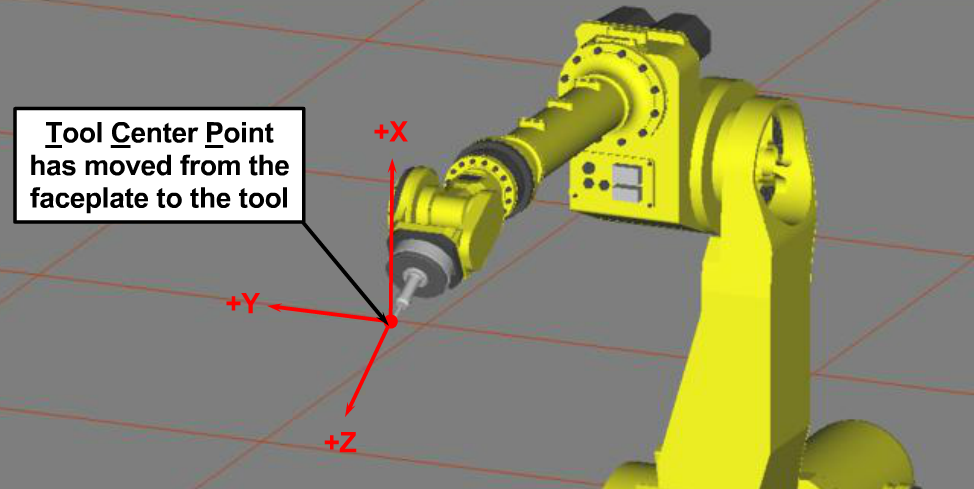 Tool Center Point
has moved from the
faceplate to the tool
+X
+Y
+Z